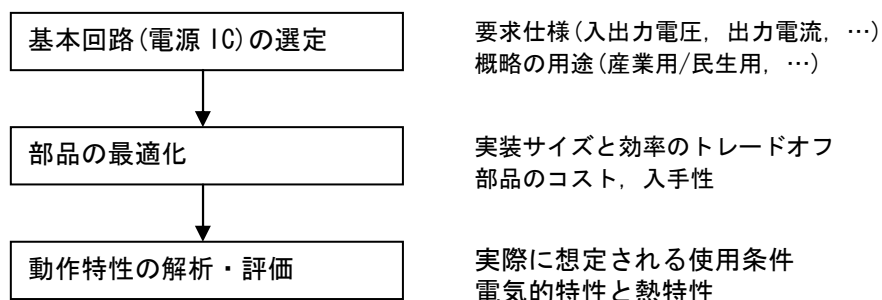 基本回路(電源 IC)の選定
要求仕様(入出力電圧, 出力電流, …)
概略の用途(産業用/民生用, …)
部品の最適化
実装サイズと効率のトレードオフ
部品のコスト, 入手性
動作特性の解析・評価
実際に想定される使用条件
電気的特性と熱特性